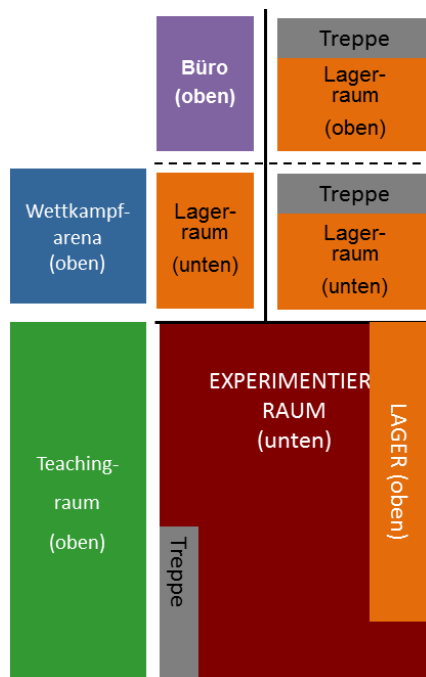 Büro
(oben)
Treppe
Lager-
raum
(oben)
Wettkampf-
arena
(oben)
Lager-
raum
(unten)
Treppe
Lager-
raum
(unten)
Teaching-
raum
(oben)
EXPERIMENTIER
RAUM
(unten)
LAGER (oben)
Treppe